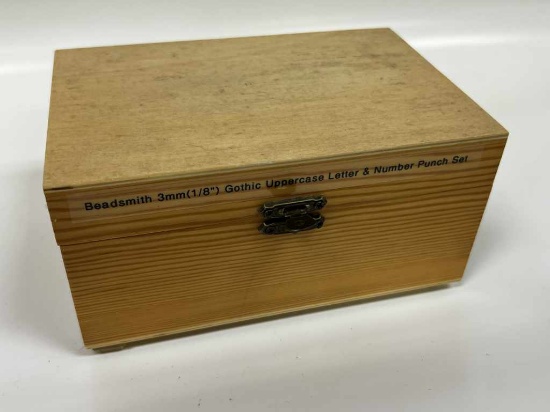 Beadsmith 3mm(1/8") Gothic Uppercase Letter & Number Punch Set